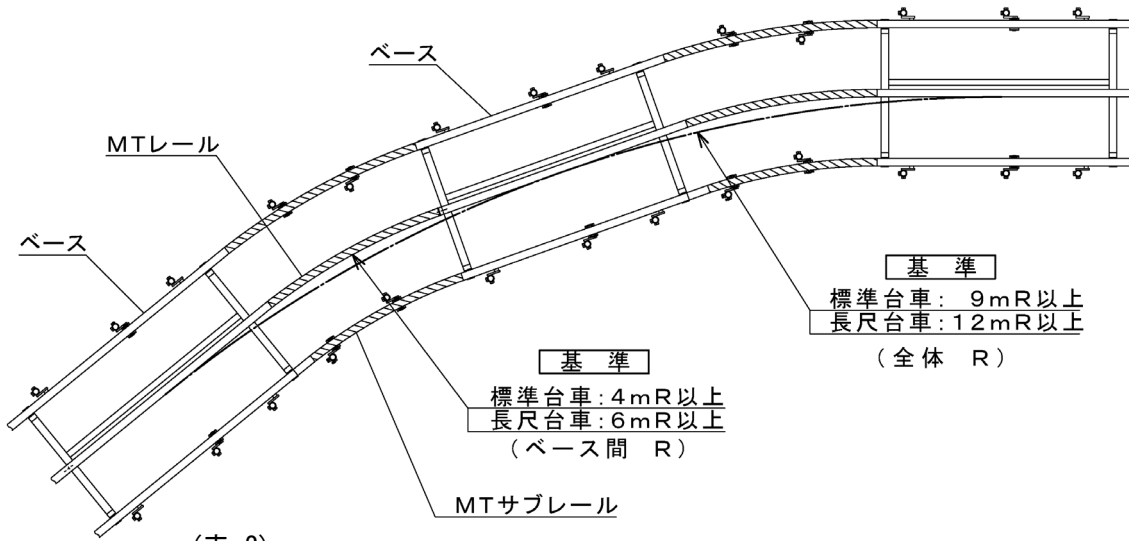 ベース
MTレール
ベース
基 準
標準台車: 9mR以上
長尺台車:12mR以上
(全体 R)
基 準
標準台車:4mR以上
長尺台車:6mR以上
(ベース間 R)
MTサブレール